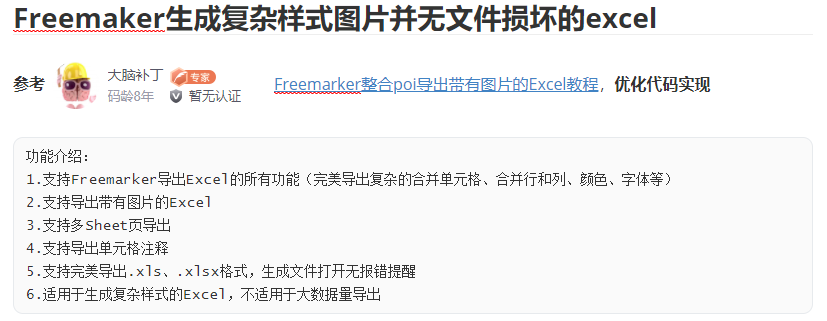 Freemaker生成复杂样式图片并无文件损坏的excel
参考 大脑补丁 专家 码龄8年 暂无认证 Freemarker整合poi导出带有图片的Excel教程，优化代码实现
功能介绍：
1.支持Freemarker导出Excel的所有功能（完美导出复杂的合并单元格、合并行和列、颜色、字体等）
2.支持导出带有图片的Excel
3.支持多Sheet页导出
4.支持导出单元格注释
5.支持完美导出.xls、.xlsx格式，生成文件打开无报错提醒
6.适用于生成复杂样式的Excel，不适用于大数据量导出